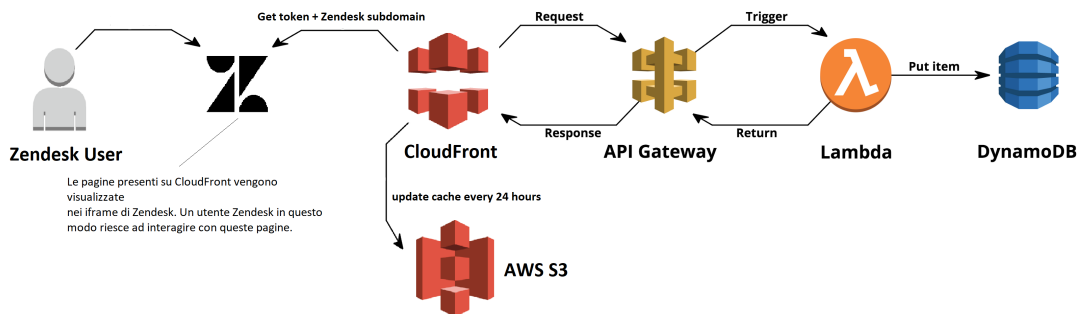 Get token + Zendesk subdomain
Request
Trigger
Put item
Response
Return
Zendesk User
CloudFront
API Gateway
Lambda
DynamoDB
Le pagine presenti su CloudFront vengono
visualizzate
nei iframe di Zendesk. Un utente Zendesk in questo
modo riesce ad interagire con queste pagine.
update cache every 24 hours
AWS S3